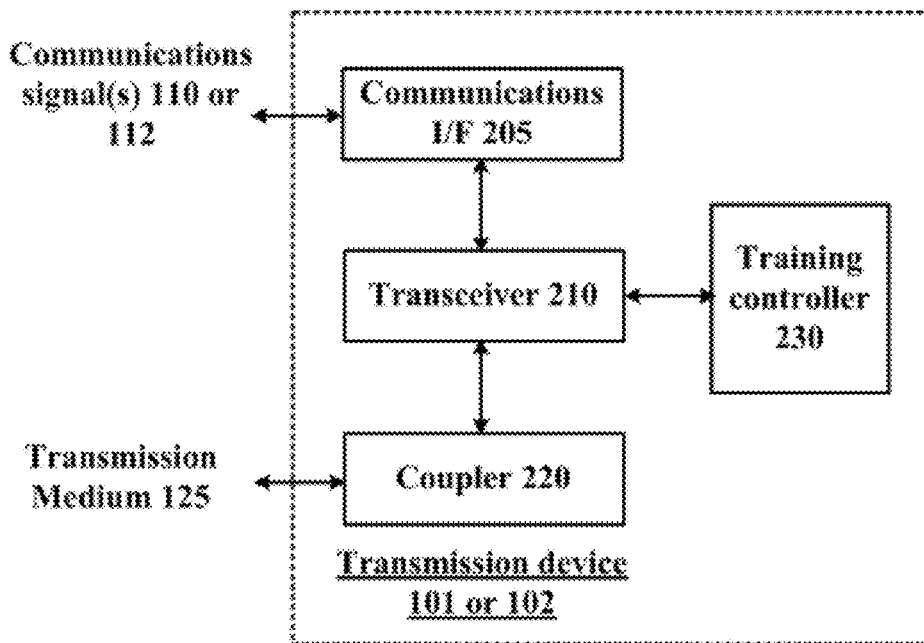 Communications
signal(s) 110 or
112
Communications
I/F 205
Transceiver 210
Training
controller
230
Transmission
Medium 125
Coupler 220
Transmission device
101 or 102